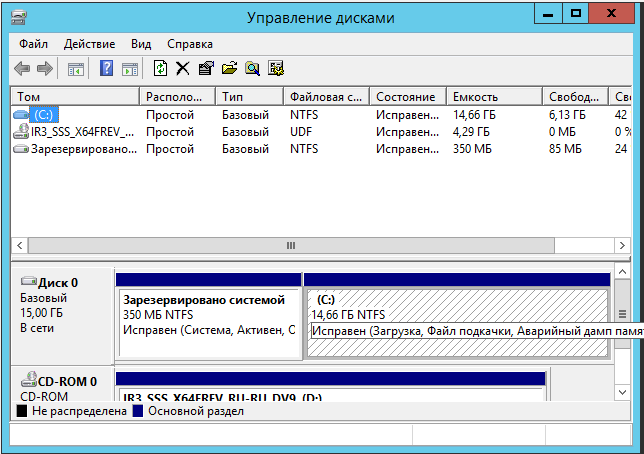 Управление дисками
Файл Действие Вид Справка
Том Располо... Тип Файловая с... Состояние Емкость Свобод... Сво
(C:) Простой Базовый NTFS Исправен... 14,66 ГБ 6,13 ГБ 42
IR3_SSS_X64FREV_... Простой Базовый UDF Исправен... 4,29 ГБ 0 МБ 0 %
Зарезервировано... Простой Базовый NTFS Исправен... 350 МБ 85 МБ 24
Диск 0
Базовый
15,00 ГБ
В сети
Зарезервировано системой
350 МБ NTFS
Исправен (Система, Активен, О
(C:)
14,66 ГБ NTFS
Исправен (Загрузка, Файл подкачки, Аварийный дамп памя
CD-ROM 0
CD-ROM
IR3_SSS_X64FREV_RU-RU_DV9 (D:)
Не распределена Основной раздел